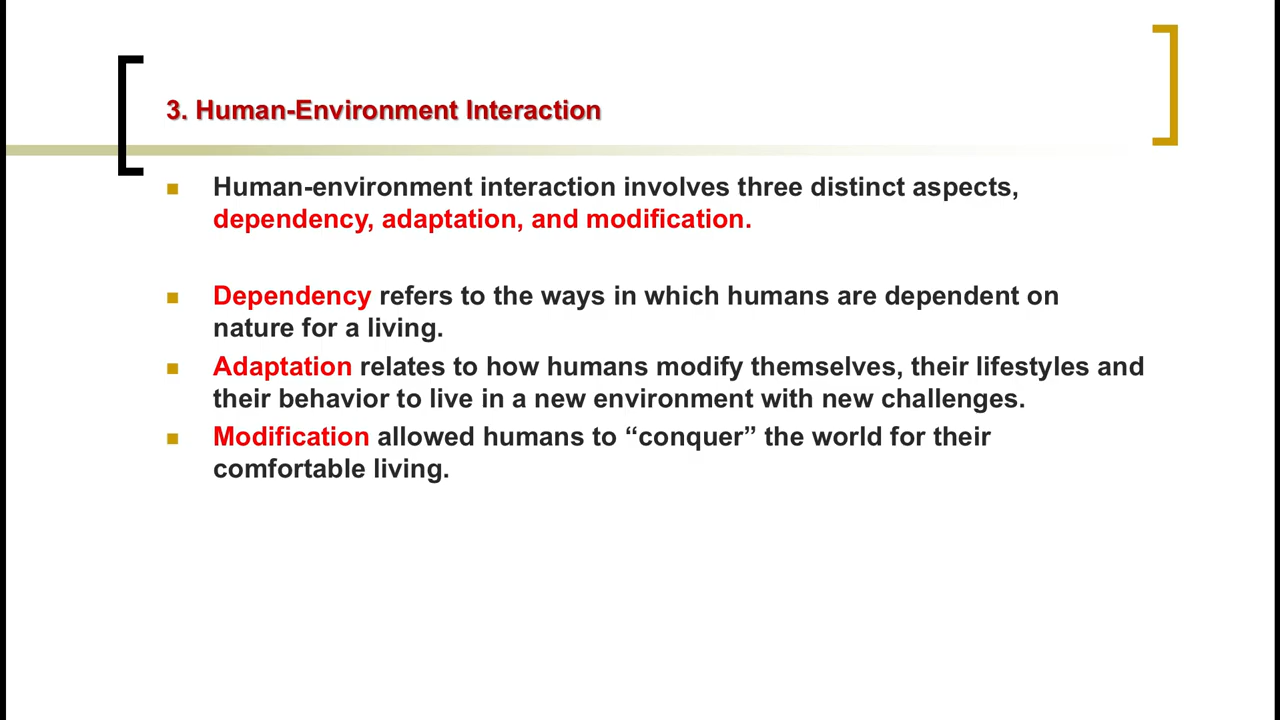 3. Human-Environment Interaction
Human-environment interaction involves three distinct aspects,
dependency, adaptation, and modification.
Dependency refers to the ways in which humans are dependent on
nature for a living.
Adaptation relates to how humans modify themselves, their lifestyles and
their behavior to live in a new environment with new challenges.
Modification allowed humans to “conquer” the world for their
comfortable living.